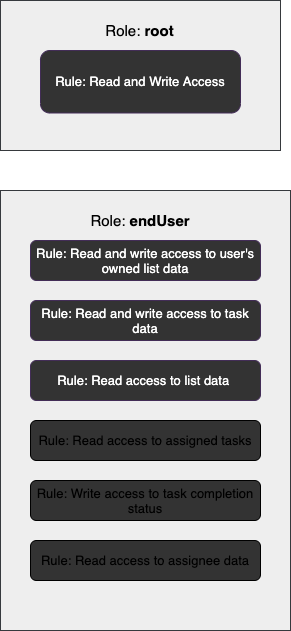 Role: root
Rule: Read and Write Access
Role: endUser
Rule: Read and write access to user's
owned list data
Rule: Read and write access to task
data
Rule: Read access to list data
Rule: Read access to assigned tasks
Rule: Write access to task completion
status
Rule: Read access to assignee data